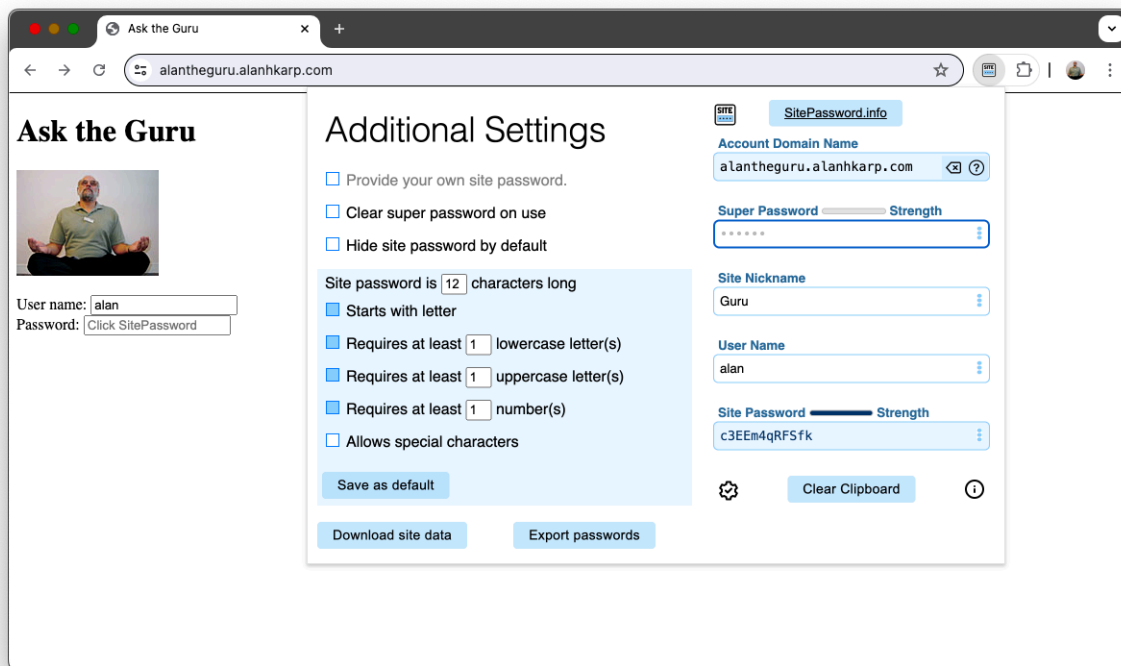 Ask the Guru
alantheguru.alanhkarp.com
SITE
Ask the Guru
User name: alan
Password: Click SitePassword
Additional Settings
Provide your own site password.
Clear super password on use
Hide site password by default
Site password is 12 characters long
Starts with letter
Requires at least 1 lowercase letter(s)
Requires at least 1 uppercase letter(s)
Requires at least 1 number(s)
Allows special characters
Save as default
Download site data
Export passwords
SITE
SitePassword.info
Account Domain Name
alantheguru.alanhkarp.com
Super Password Strength
••••••
Site Nickname
Guru
User Name
alan
Site Password Strength
c3EEm4qRFSfk
Clear Clipboard